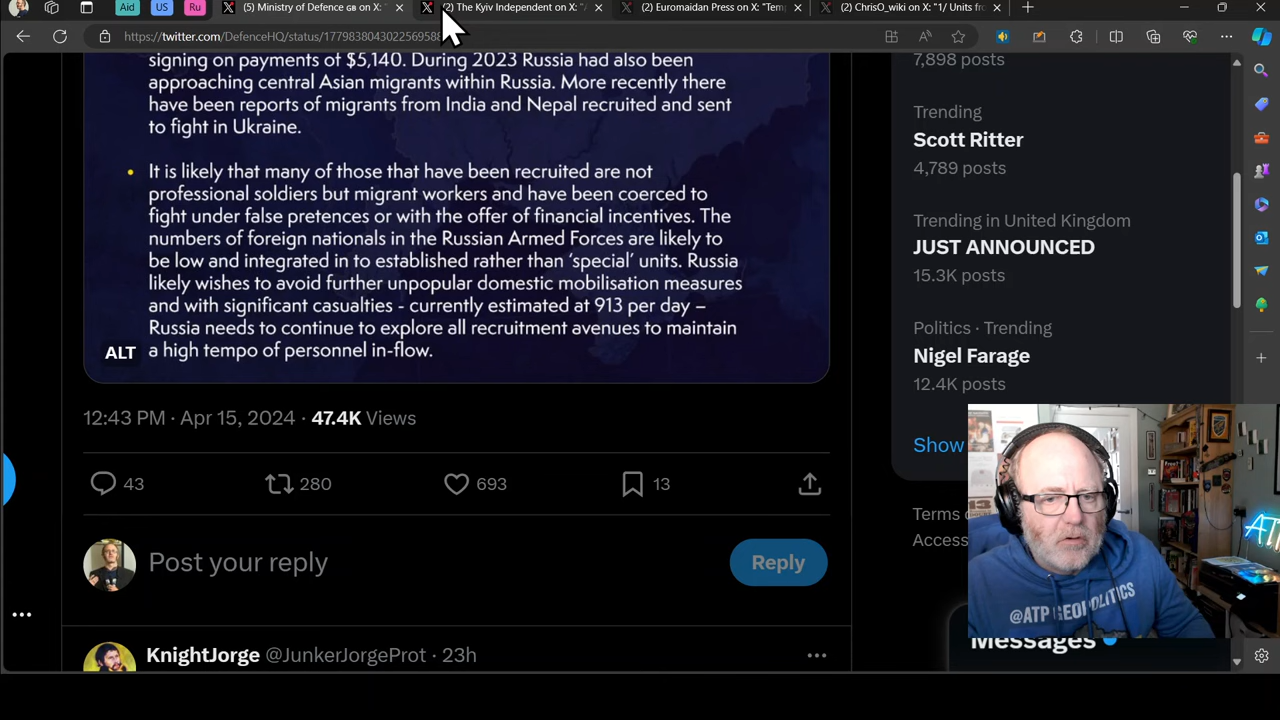 Aid
US
Ru
(5) Ministry of Defence GB on X:
(2) The Kyiv Independent on X: "A
(2) Euromaidan Press on X: "Temp
(2) ChrisO_wiki on X: "1/ Units fro
https://twitter.com/DefenceHQ/status/1779838043022569588
signing on payments of $5,140. During 2023 Russia had also been
approaching central Asian migrants within Russia. More recently there
have been reports of migrants from India and Nepal recruited and sent
to fight in Ukraine.
• It is likely that many of those that have been recruited are not
professional soldiers but migrant workers and have been coerced to
fight under false pretences or with the offer of financial incentives. The
numbers of foreign nationals in the Russian Armed Forces are likely to
be low and integrated in to established rather than ‘special’ units. Russia
likely wishes to avoid further unpopular domestic mobilisation measures
and with significant casualties - currently estimated at 913 per day –
Russia needs to continue to explore all recruitment avenues to maintain
a high tempo of personnel in-flow.
ALT
12:43 PM · Apr 15, 2024 · 47.4K Views
43 280 693 13
Post your reply
Reply
KnightJorge @JunkerJorgeProt · 23h
7,898 posts
Trending
Scott Ritter
4,789 posts
Trending in United Kingdom
JUST ANNOUNCED
15.3K posts
Politics · Trending
Nigel Farage
12.4K posts
Show
Terms
Access
@ATP GEOPOLITICS
AT
Messages